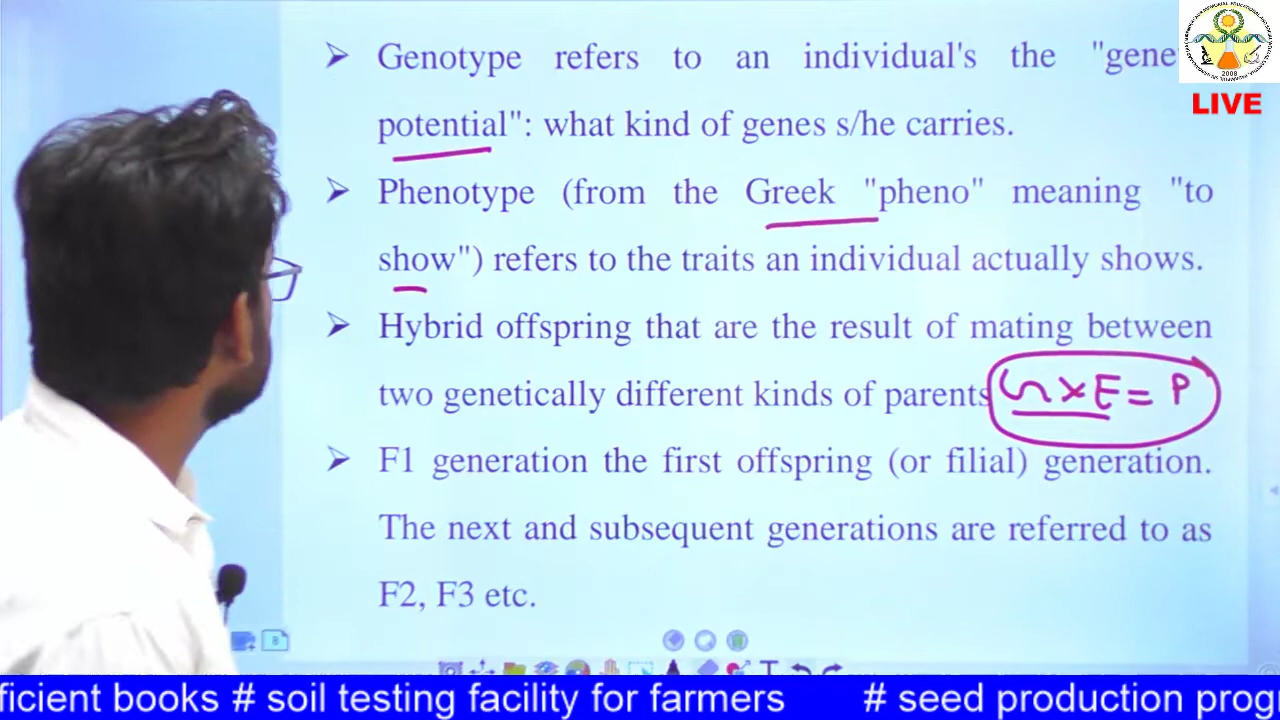 ➢ Genotype refers to an individual's the "gene
2008
LIVE
potential": what kind of genes s/he carries.
➢ Phenotype (from the Greek "pheno" meaning "to
show") refers to the traits an individual actually shows.
➢ Hybrid offspring that are the result of mating between
two genetically different kinds of parents
G × E = P
➢ F1 generation the first offspring (or filial) generation.
The next and subsequent generations are referred to as
F2, F3 etc.
8
ficient books # soil testing facility for farmers # seed production prog